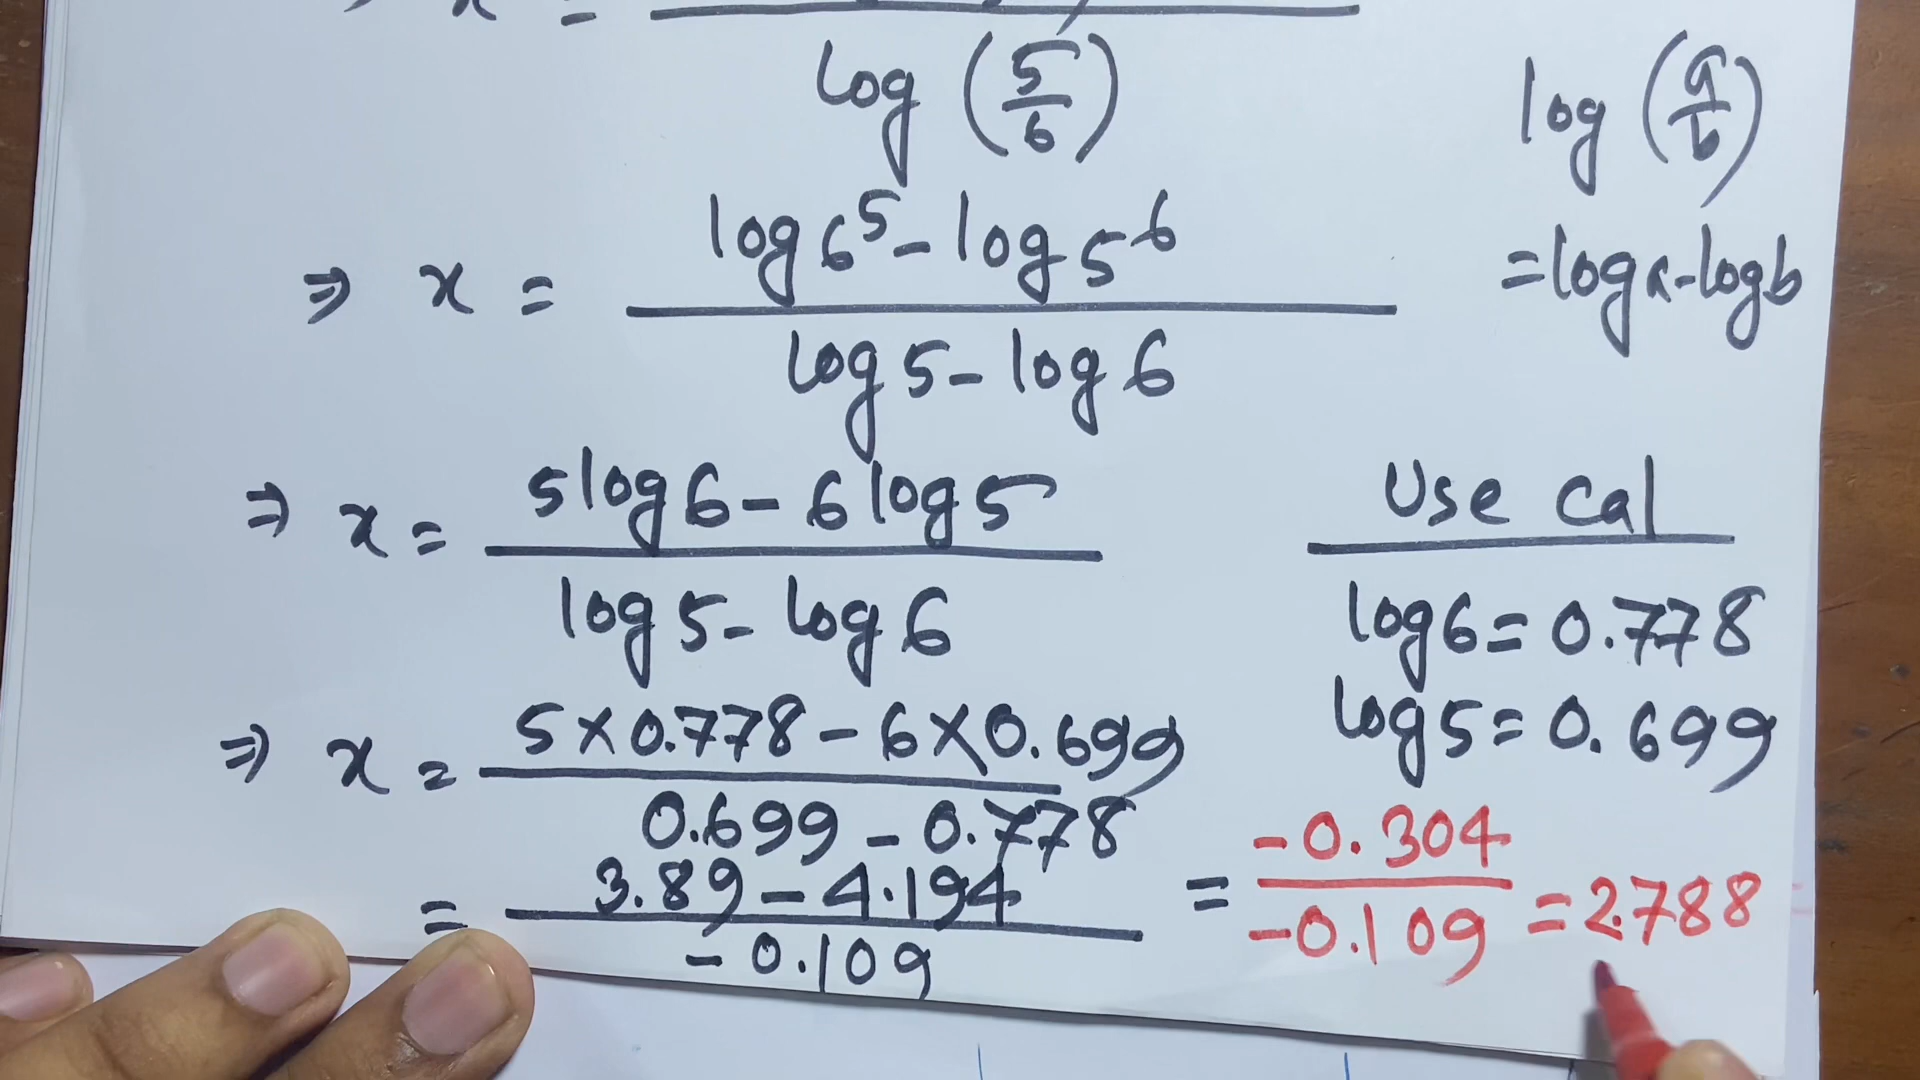 ⇒ x =
log (5/6)
log (a/b)
⇒ x = (log 6⁵ - log 5⁶) / (log 5 - log 6)
= log a - log b
⇒ x = (5 log 6 - 6 log 5) / (log 5 - log 6)
Use Cal
log 6 = 0.778
log 5 = 0.699
⇒ x = (5 × 0.778 - 6 × 0.699) / (0.699 - 0.778)
= (3.89 - 4.194) / (-0.109) = (-0.304) / (-0.109) = 2.788